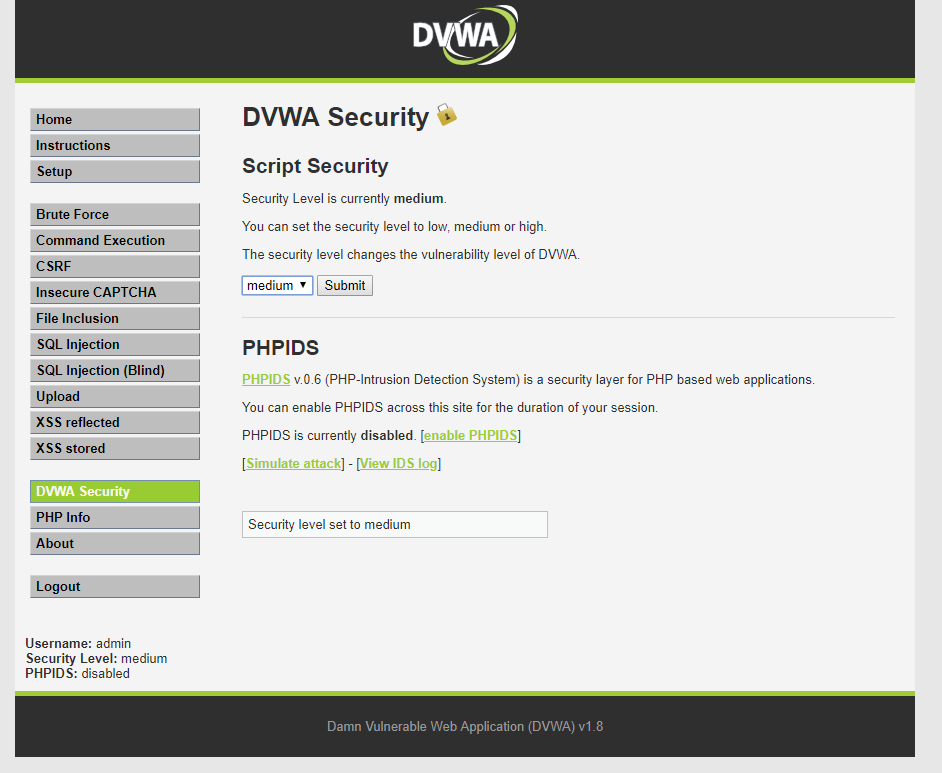 DVWA
Home
Instructions
Setup
Brute Force
Command Execution
CSRF
Insecure CAPTCHA
File Inclusion
SQL Injection
SQL Injection (Blind)
Upload
XSS reflected
XSS stored
DVWA Security
PHP Info
About
Logout
Username: admin
Security Level: medium
PHPIDS: disabled
DVWA Security
Script Security
Security Level is currently medium.
You can set the security level to low, medium or high.
The security level changes the vulnerability level of DVWA.
medium Submit
PHPIDS
PHPIDS v.0.6 (PHP-Intrusion Detection System) is a security layer for PHP based web applications.
You can enable PHPIDS across this site for the duration of your session.
PHPIDS is currently disabled. [enable PHPIDS]
[Simulate attack] - [View IDS log]
Security level set to medium
Damn Vulnerable Web Application (DVWA) v1.8